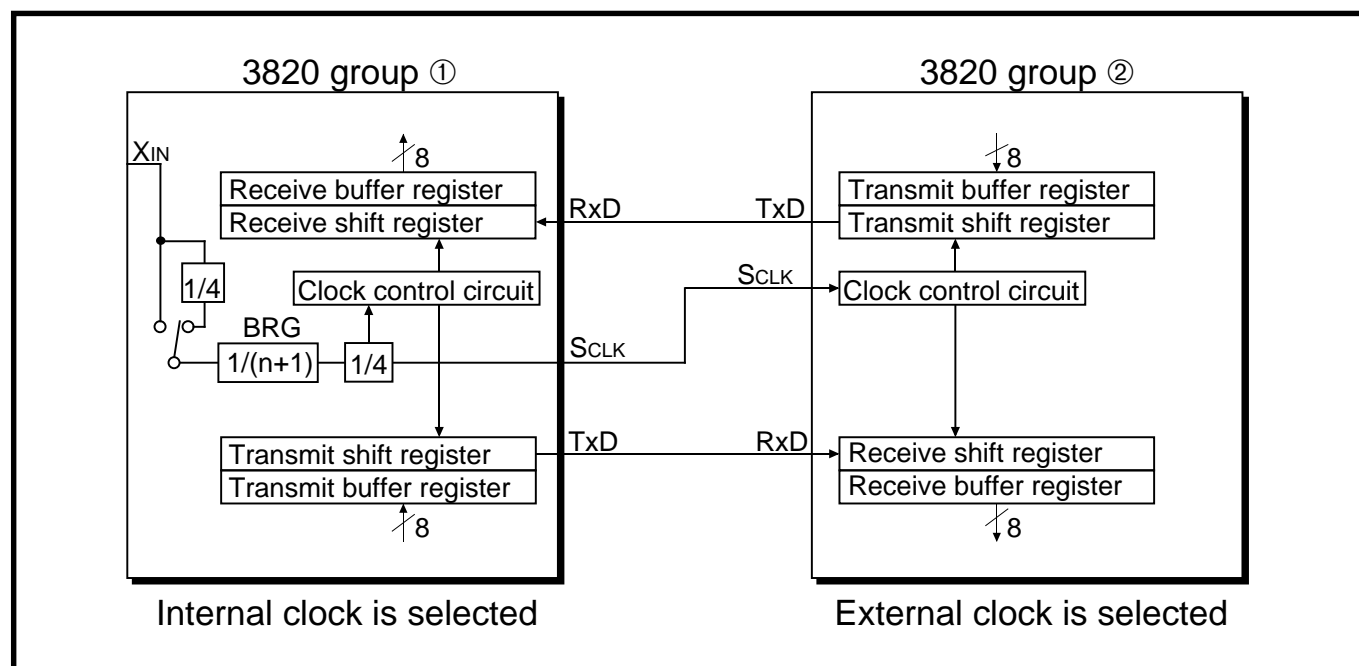 3820 group ①
XIN
8
Receive buffer register
Receive shift register
RxD
1/4
Clock control circuit
BRG
1/(n+1)
1/4
SCLK
Transmit shift register
TxD
Transmit buffer register
8
Internal clock is selected
3820 group ②
8
Transmit buffer register
TxD
Transmit shift register
SCLK
Clock control circuit
RxD
Receive shift register
Receive buffer register
8
External clock is selected